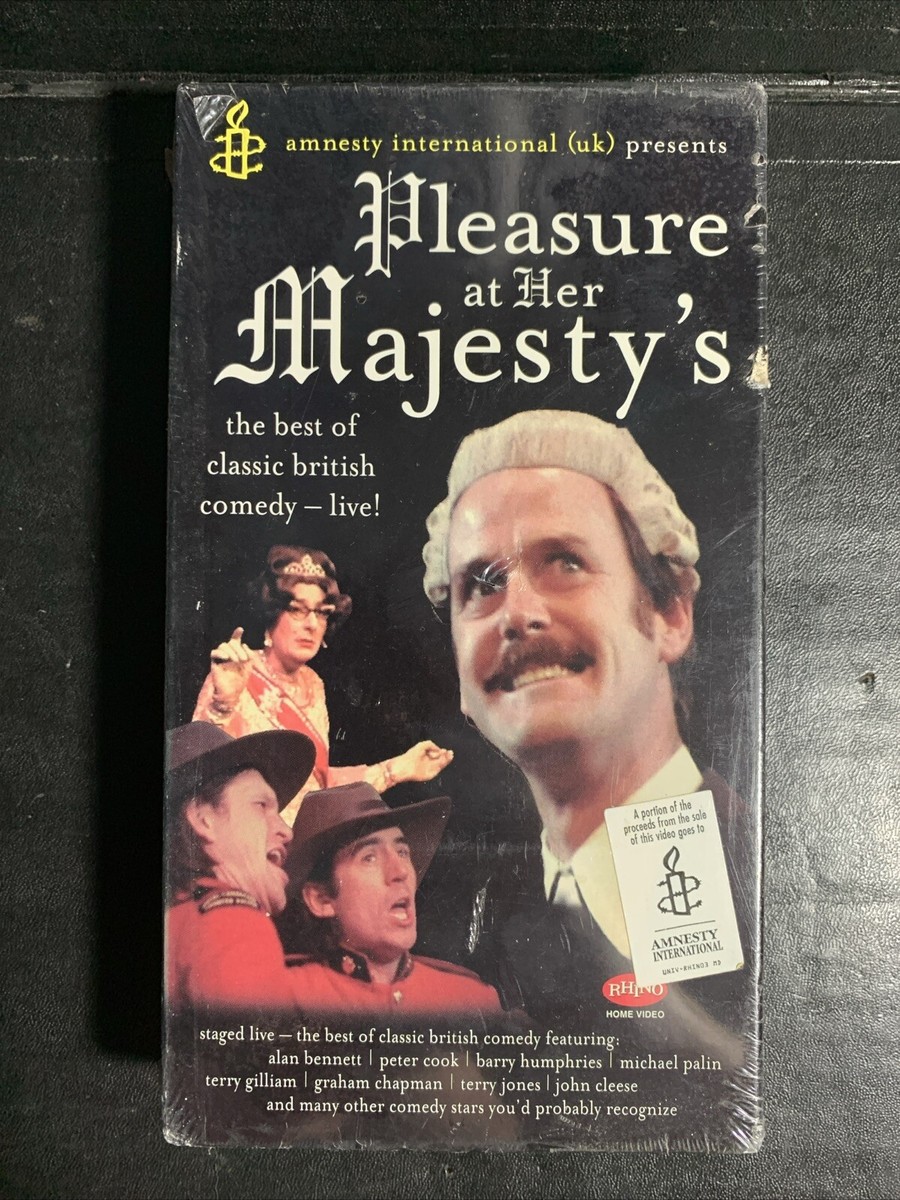 amnesty international (uk) presents
Pleasure
at Her
Majesty's
the best of
classic british
comedy – live!
A portion of the
proceeds from the sale
of this video goes to
AMNESTY
INTERNATIONAL
UNIV•RHINO3 MD
RHINO
HOME VIDEO
staged live – the best of classic british comedy featuring:
alan bennett | peter cook | barry humphries | michael palin
terry gilliam | graham chapman | terry jones | john cleese
and many other comedy stars you'd probably recognize